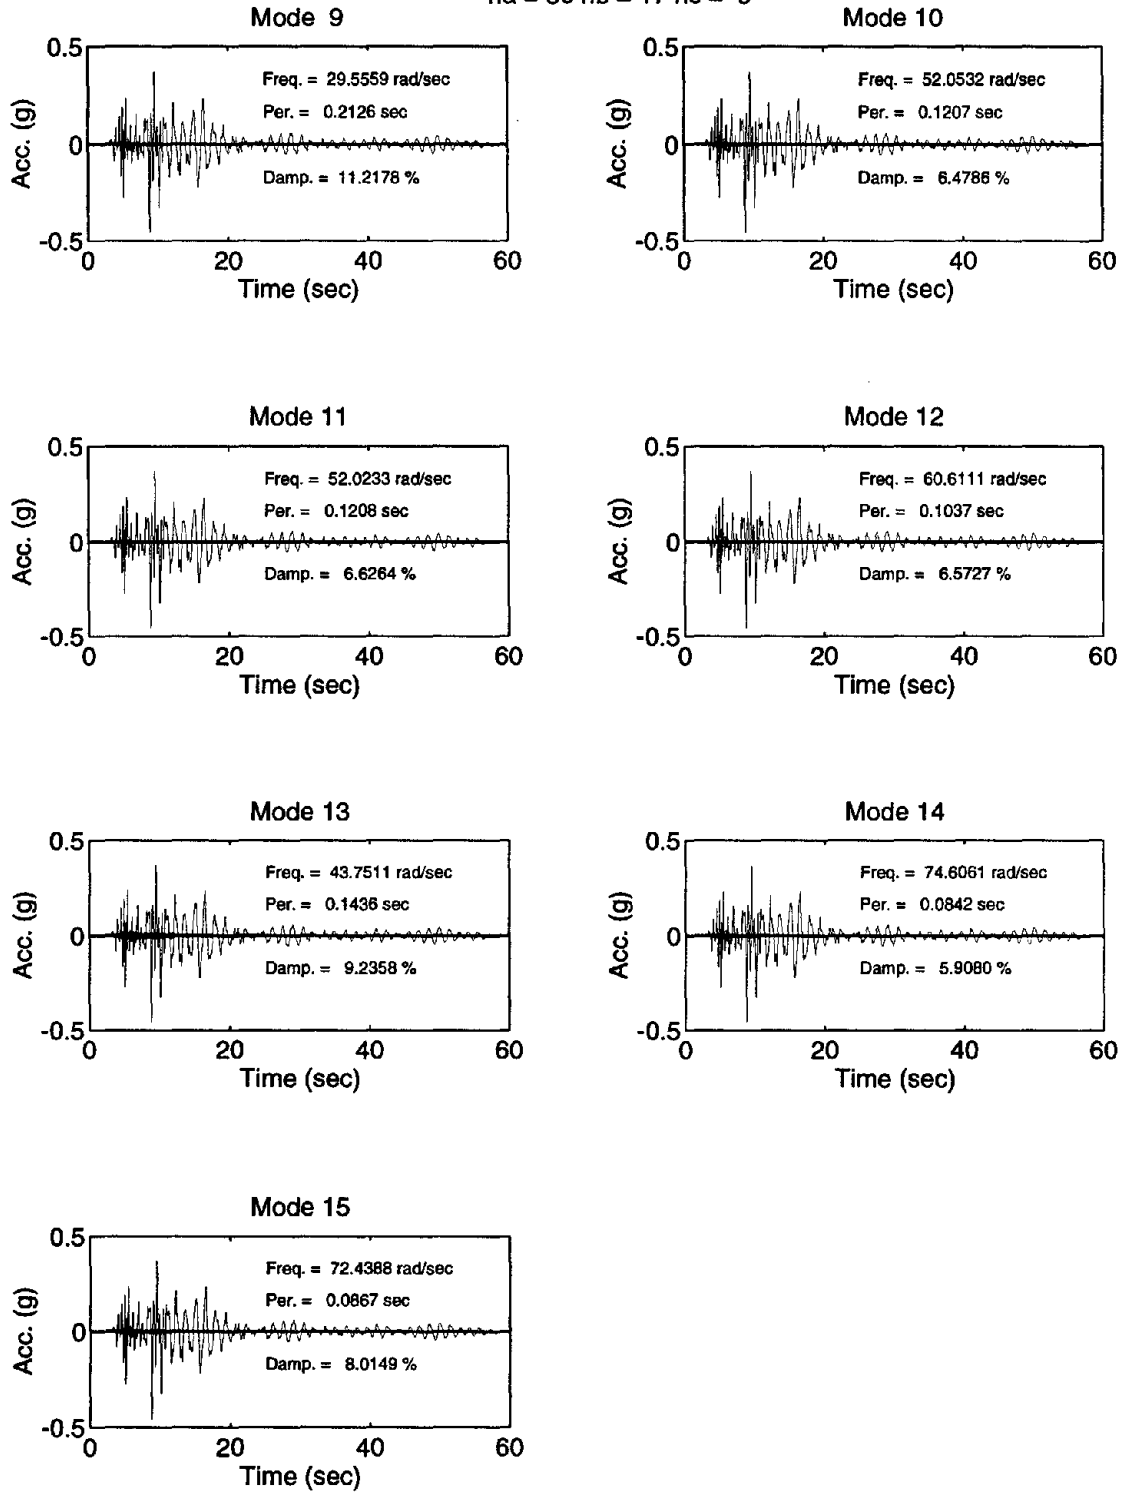 Mode 9
0.5
0
-0.5
Acc. (g)
Freq. = 29.5559 rad/sec
Per. = 0.2126 sec
Damp. = 11.2178 %
0 20 40 60
Time (sec)
Mode 10
0.5
0
-0.5
Acc. (g)
Freq. = 52.0532 rad/sec
Per. = 0.1207 sec
Damp. = 6.4786 %
0 20 40 60
Time (sec)
Mode 11
0.5
0
-0.5
Acc. (g)
Freq. = 52.0233 rad/sec
Per. = 0.1208 sec
Damp. = 6.6264 %
0 20 40 60
Time (sec)
Mode 12
0.5
0
-0.5
Acc. (g)
Freq. = 60.6111 rad/sec
Per. = 0.1037 sec
Damp. = 6.5727 %
0 20 40 60
Time (sec)
Mode 13
0.5
0
-0.5
Acc. (g)
Freq. = 43.7511 rad/sec
Per. = 0.1436 sec
Damp. = 9.2358 %
0 20 40 60
Time (sec)
Mode 14
0.5
0
-0.5
Acc. (g)
Freq. = 74.6061 rad/sec
Per. = 0.0842 sec
Damp. = 5.9080 %
0 20 40 60
Time (sec)
Mode 15
0.5
0
-0.5
Acc. (g)
Freq. = 72.4388 rad/sec
Per. = 0.0867 sec
Damp. = 8.0149 %
0 20 40 60
Time (sec)